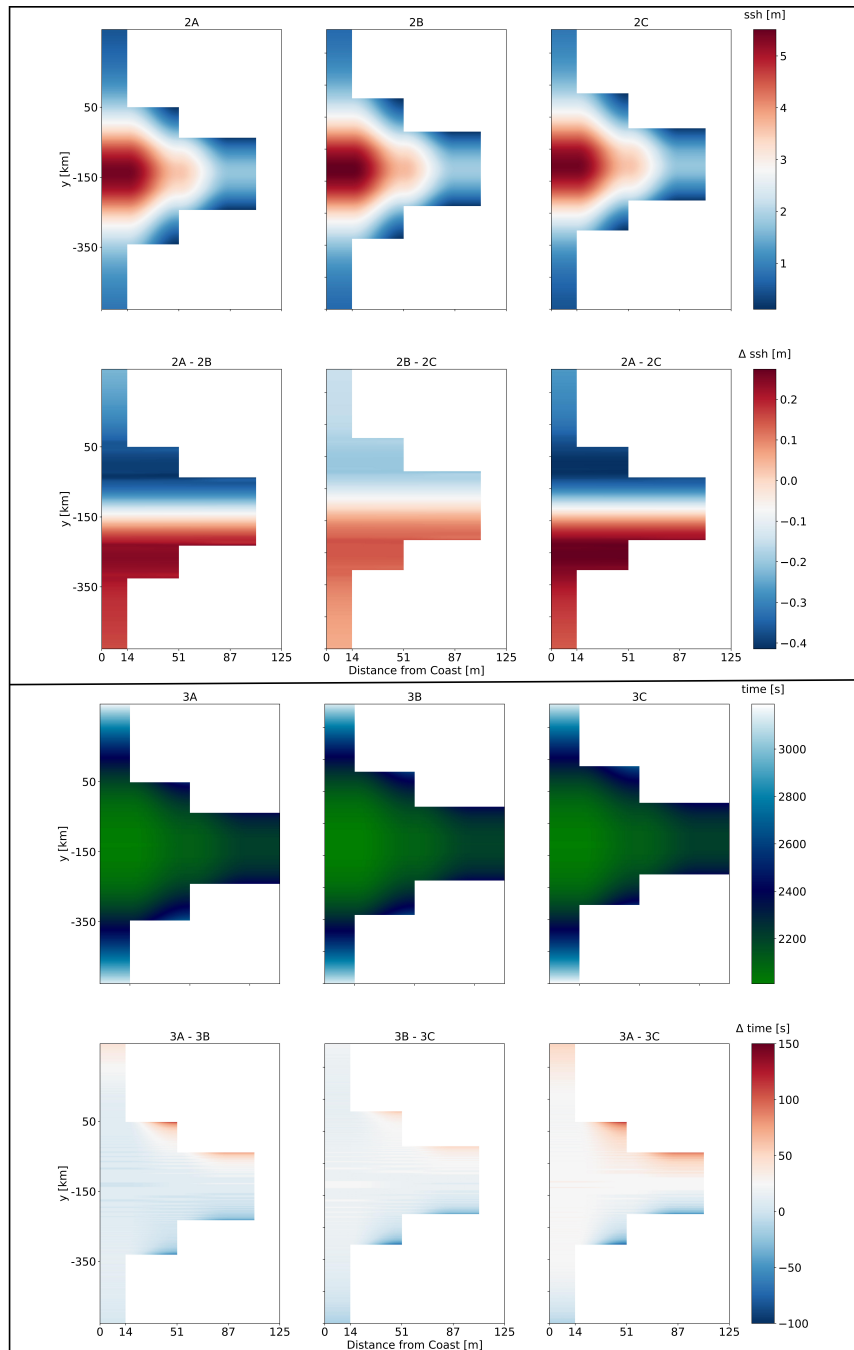 ssh [m]
2A 2B 2C
50
-150
-350
y [km]
5
4
3
2
1
Δ ssh [m]
2A - 2B 2B - 2C 2A - 2C
50
-150
-350
y [km]
0.2
0.1
0.0
−0.1
−0.2
−0.3
−0.4
0 14 51 87 125 0 14 51 87 125 0 14 51 87 125
Distance from Coast [m]
time [s]
3A 3B 3C
50
-150
-350
y [km]
3000
2800
2600
2400
2200
Δ time [s]
3A - 3B 3B - 3C 3A - 3C
50
-150
-350
y [km]
150
100
50
0
−50
−100
0 14 51 87 125 0 14 51 87 125 0 14 51 87 125
Distance from Coast [m]